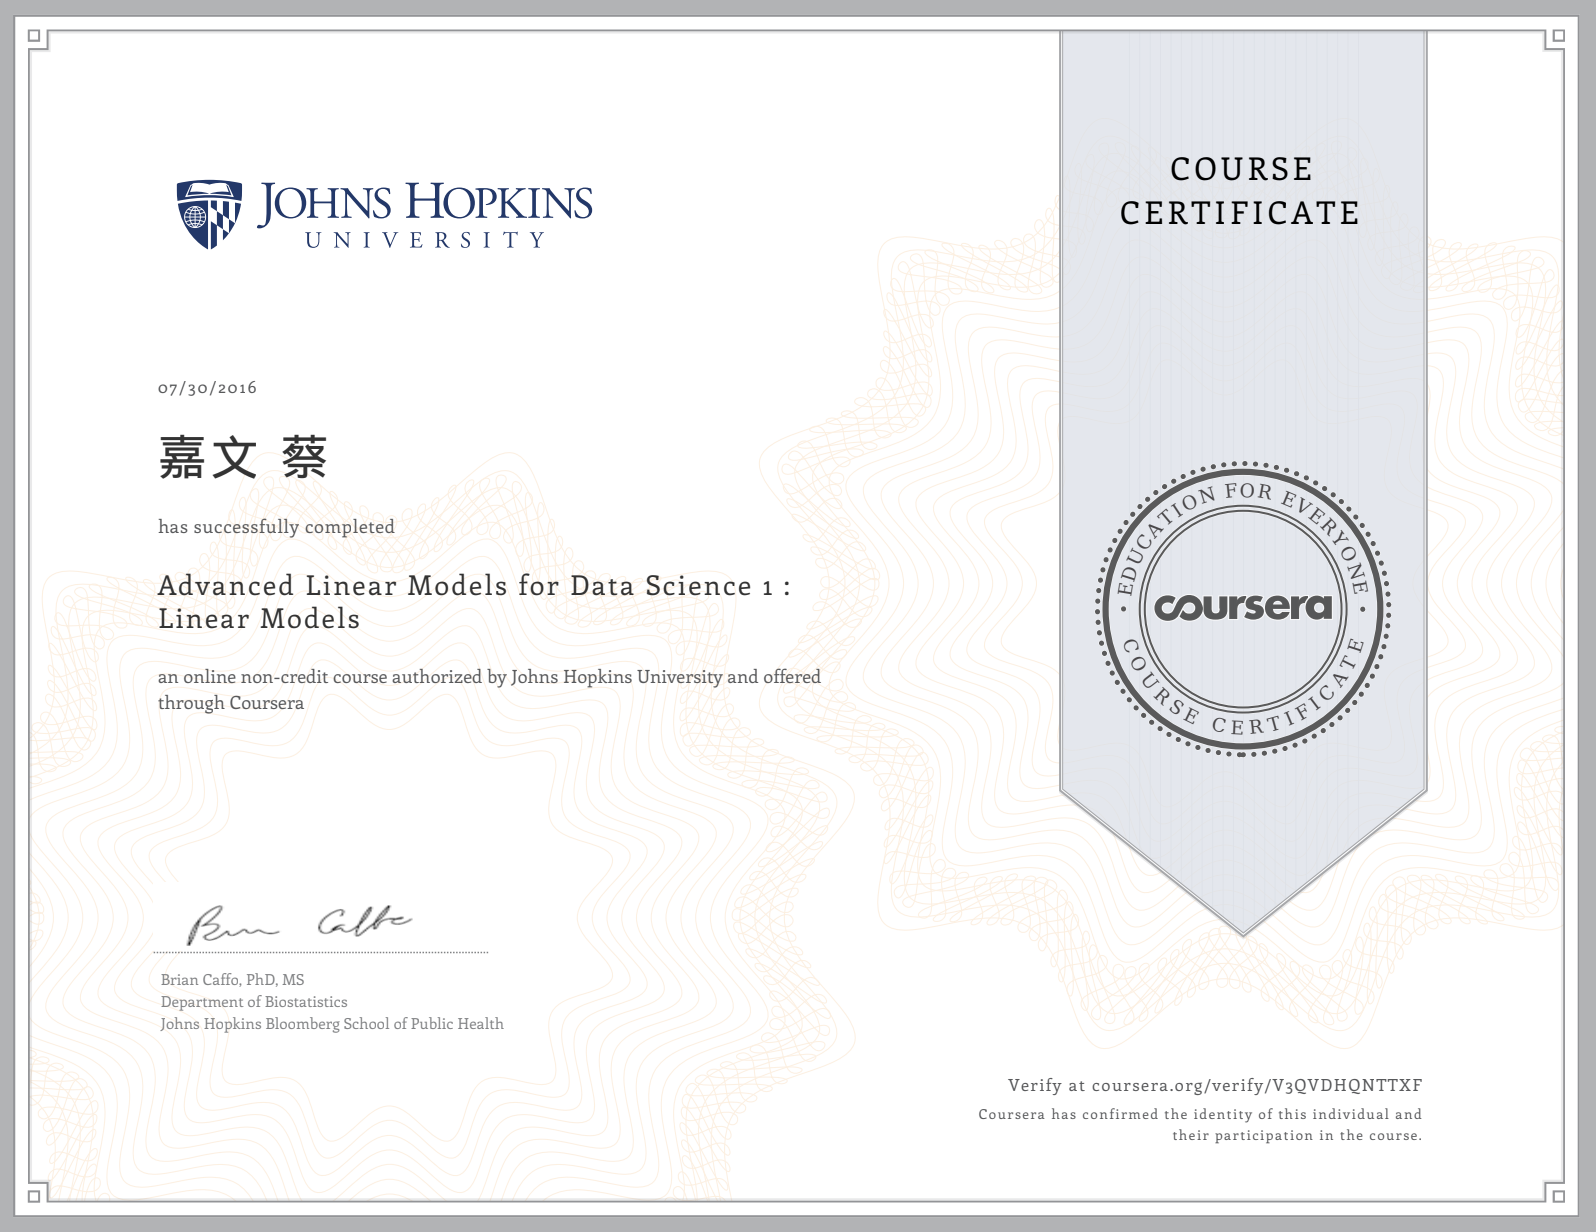 JOHNS HOPKINS
UNIVERSITY
COURSE
CERTIFICATE
07/30/2016
嘉文 蔡
has successfully completed
Advanced Linear Models for Data Science 1 :
Linear Models
an online non-credit course authorized by Johns Hopkins University and offered
through Coursera
EDUCATION FOR EVERYONE
coursera
COURSE CERTIFICATE
Brian Caffo
Brian Caffo, PhD, MS
Department of Biostatistics
Johns Hopkins Bloomberg School of Public Health
Verify at coursera.org/verify/V3QVDHQNTTXF
Coursera has confirmed the identity of this individual and
their participation in the course.